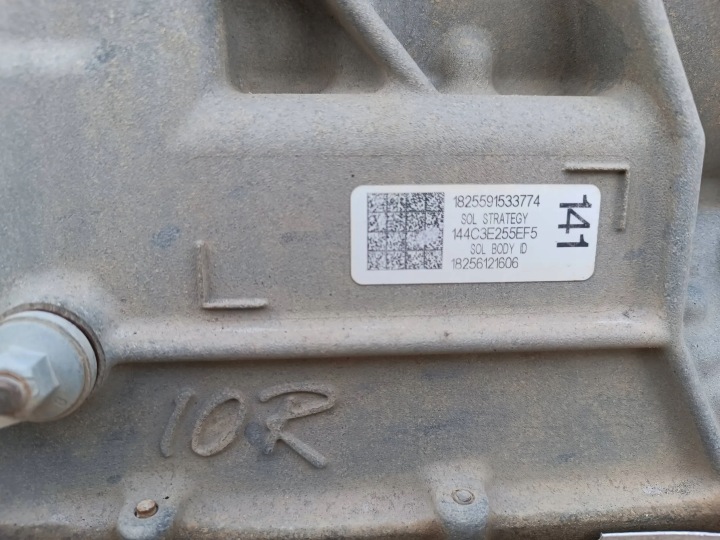 1825591533774
SOL STRATEGY
144C3E255EF5
SOL BODY ID
18256121606
141
10R